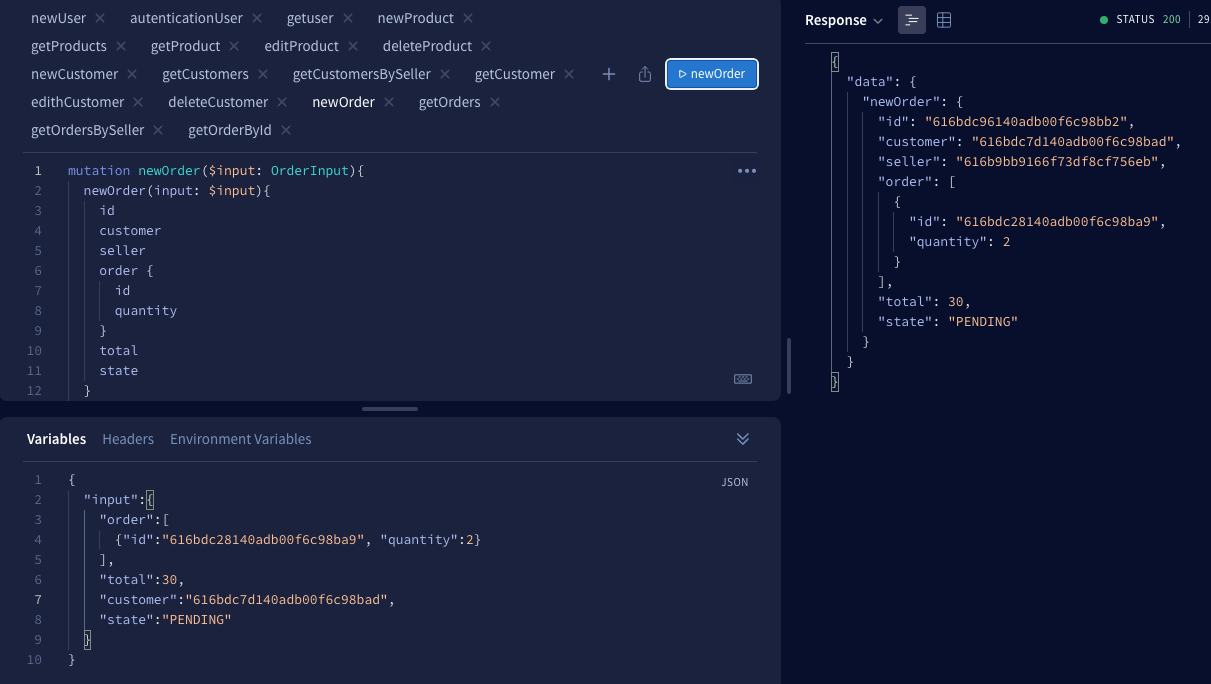 newUser autenticationUser getuser newProduct
getProducts getProduct editProduct deleteProduct
newCustomer getCustomers getCustomersBySeller getCustomer newOrder
edithCustomer deleteCustomer newOrder getOrders
getOrdersBySeller getOrderById
1 mutation newOrder($input: OrderInput){
2 newOrder(input: $input){
3 id
4 customer
5 seller
6 order {
7 id
8 quantity
9 }
10 total
11 state
12 }
Variables Headers Environment Variables
JSON
1 {
2 "input":{
3 "order":[
4 {"id":"616bdc28140adb00f6c98ba9", "quantity":2}
5 ],
6 "total":30,
7 "customer":"616bdc7d140adb00f6c98bad",
8 "state":"PENDING"
9 }
10 }
Response STATUS 200 29
{
"data": {
"newOrder": {
"id": "616bdc96140adb00f6c98bb2",
"customer": "616bdc7d140adb00f6c98bad",
"seller": "616b9bb9166f73df8cf756eb",
"order": [
{
"id": "616bdc28140adb00f6c98ba9",
"quantity": 2
}
],
"total": 30,
"state": "PENDING"
}
}
}